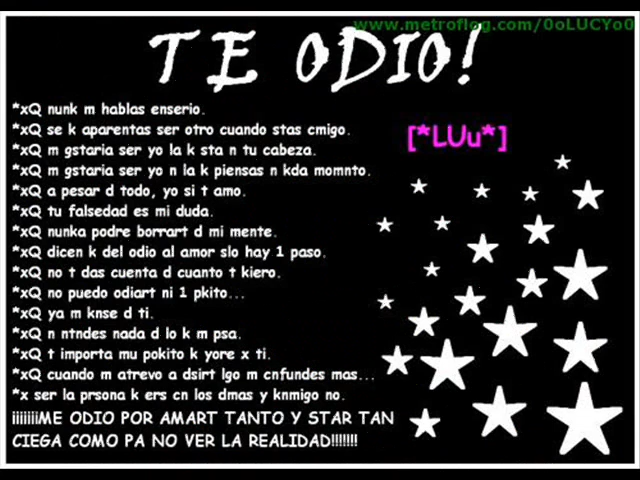 www.metroflog.com/0oLUCYo0
TE ODIO!
*xQ nunk m hablas enserio.
*xQ se k aparentas ser otro cuando stas cmigo.
[*LUu*]
*xQ m gstaria ser yo la k sta n tu cabeza.
*xQ m gstaria ser yo n la k piensas n kda momnto.
*xQ a pesar d todo, yo si t amo.
*xQ tu falsedad es mi duda.
*xQ nunka podre borrart d mi mente.
*xQ dicen k del odio al amor slo hay 1 paso.
*xQ no t das cuenta d cuanto t kiero.
*xQ no puedo odiart ni 1 pkito...
*xQ ya m knse d ti.
*xQ n ntndes nada d lo k m psa.
*xQ t importa mu pokito k yore x ti.
*xQ cuando m atrevo a dsirt lgo m cnfundes mas...
*x ser la prsona k ers cn los dmas y knmigo no.
¡¡¡¡¡¡¡ME ODIO POR AMART TANTO Y STAR TAN
CIEGA COMO PA NO VER LA REALIDAD!!!!!!!